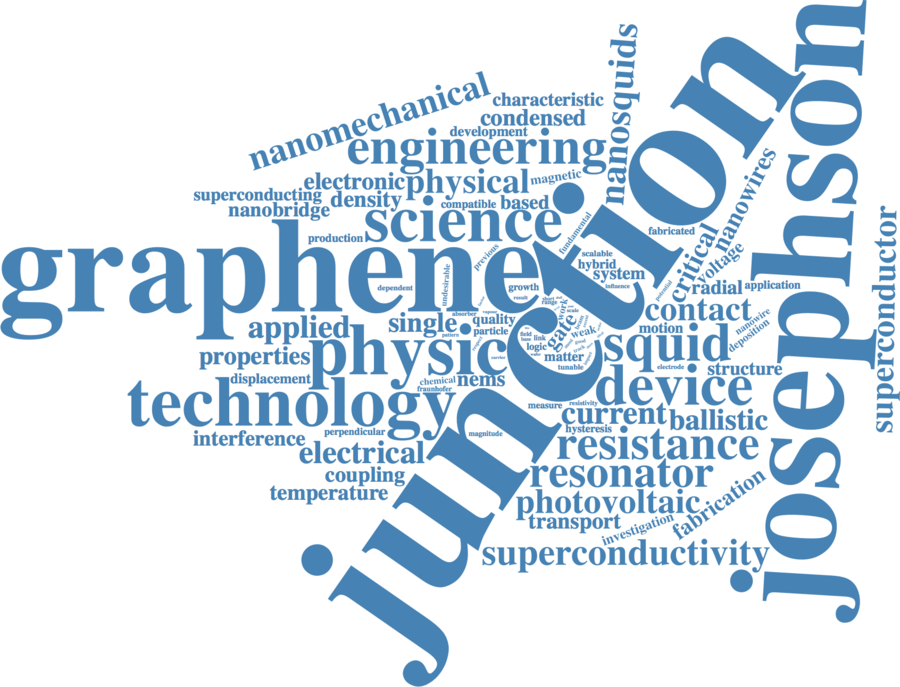 nanomechanical
characteristic
condensed
development
engineering
nanosquids
junction
josephson
superconducting
electronic
physical
magnetic
nanobridge
density
compatible
based
science
production
fundamental
fabricated
nanowires
critical
voltage
graphene
previous
undesirable
dependent
scalable
hybrid
system
influence
growth
result
potential
radial
application
superconductor
contact
motion
nanowire
deposition
applied
single
absorber
quality
particle
pattern
range
short
work
gate
weak
field
link
base
logic
scale
properties
physic
matter
tunable
squid
electrode
structure
displacement
chemical
fraunhofer
nems
device
technology
measure
resistivity
current
ballistic
hysteresis
interference
perpendicular
magnitude
resistance
electrical
coupling
resonator
temperature
photovoltaic
transport
investigation
fabrication
superconductivity